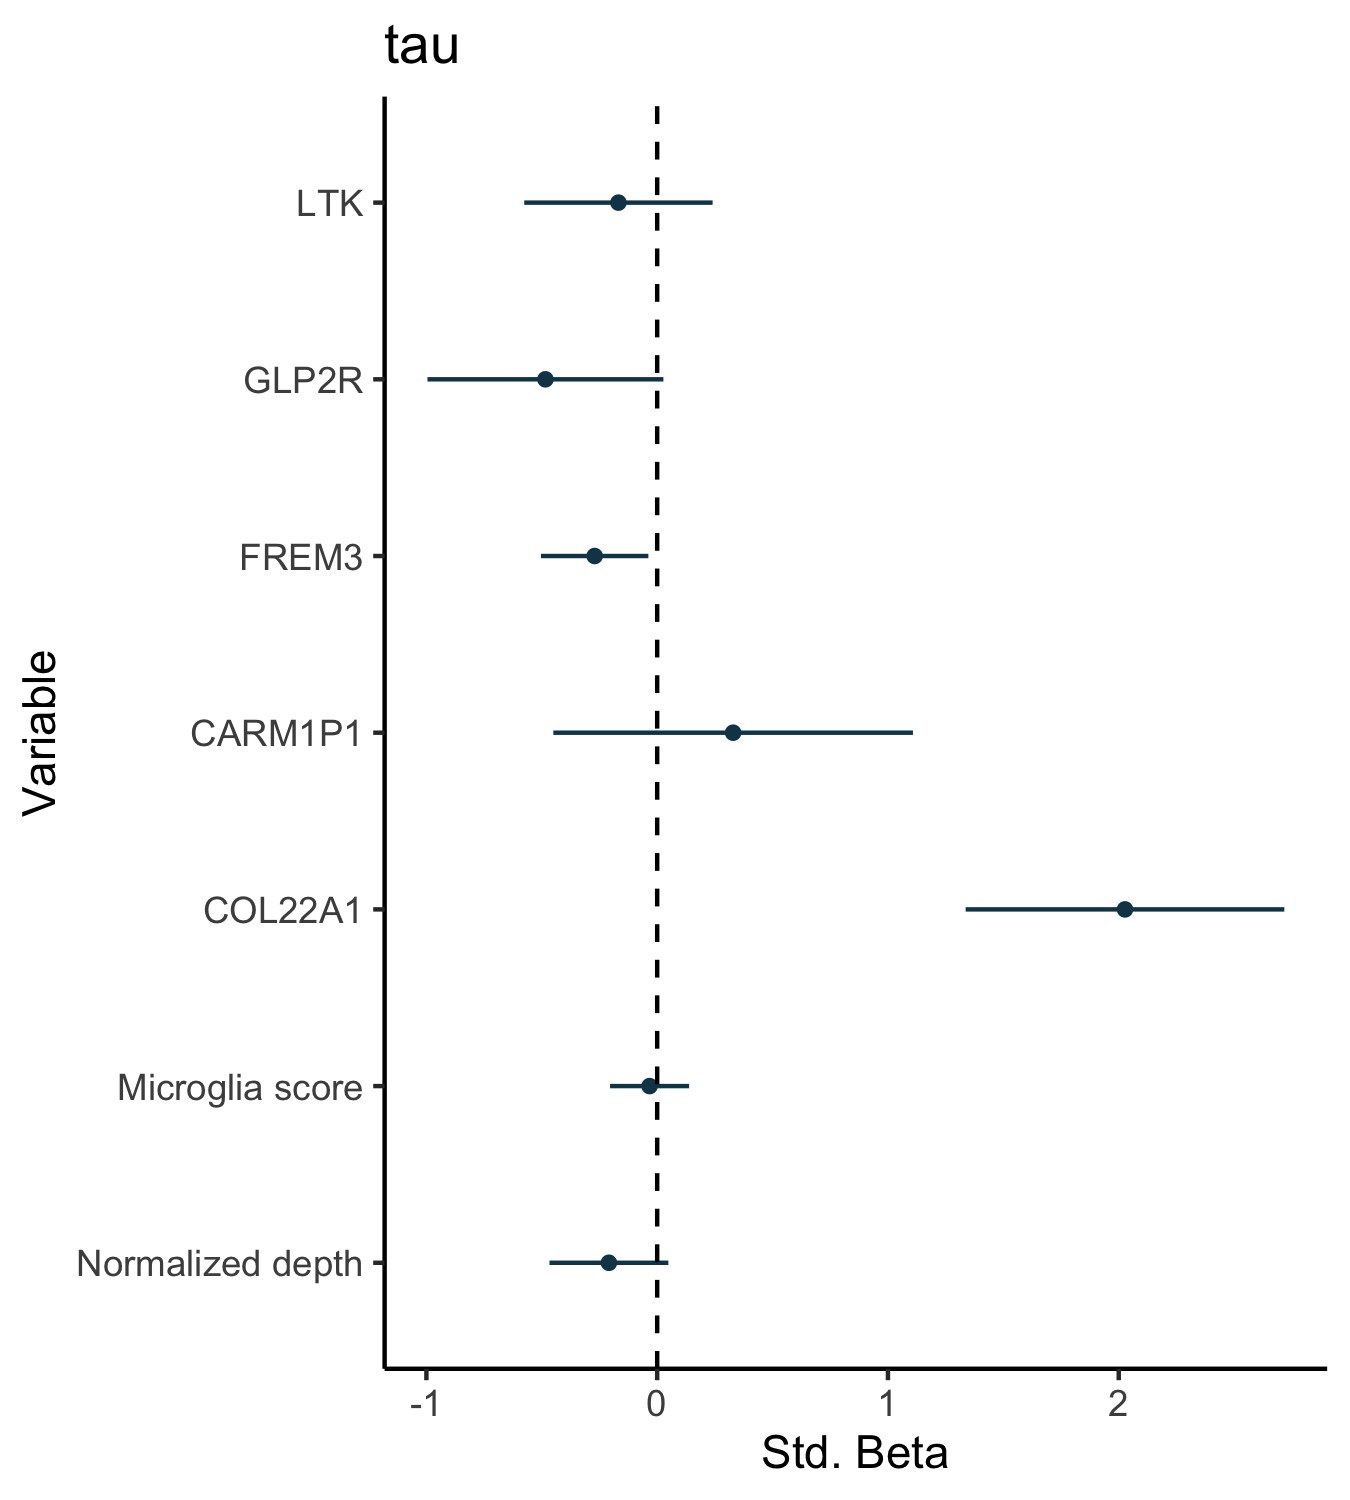 tau
LTK
GLP2R
FREM3
CARM1P1
COL22A1
Microglia score
Normalized depth
Variable
-1 0 1 2
Std. Beta